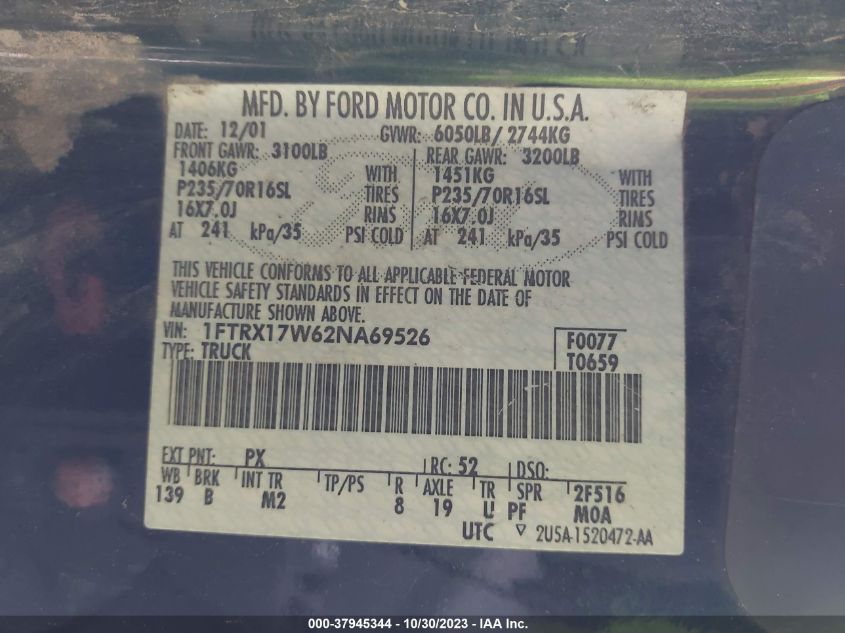 MFD. BY FORD MOTOR CO. IN U.S.A.
DATE: 12/01 GVWR: 6050LB/ 2744KG
FRONT GAWR: 3100LB REAR GAWR: 3200LB
1406KG WITH 1451KG WITH
P235/70R16SL TIRES P235/70R16SL TIRES
16X7.0J RIMS 16X7.0J RIMS
AT 241 kPa/35 PSI COLD AT 241 kPa/35 PSI COLD
THIS VEHICLE CONFORMS TO ALL APPLICABLE FEDERAL MOTOR
VEHICLE SAFETY STANDARDS IN EFFECT ON THE DATE OF
MANUFACTURE SHOWN ABOVE.
VIN: 1FTRX17W62NA69526 F0077
TYPE: TRUCK T0659
EXT PNT: PX RC: 52 DSO:
WB BRK INT TR TP/PS R AXLE TR SPR 2F516
139 B M2 8 19 U PF MOA
UTC ▽ 2U5A-1520472-AA
000-37945344 - 10/30/2023 - IAA Inc.